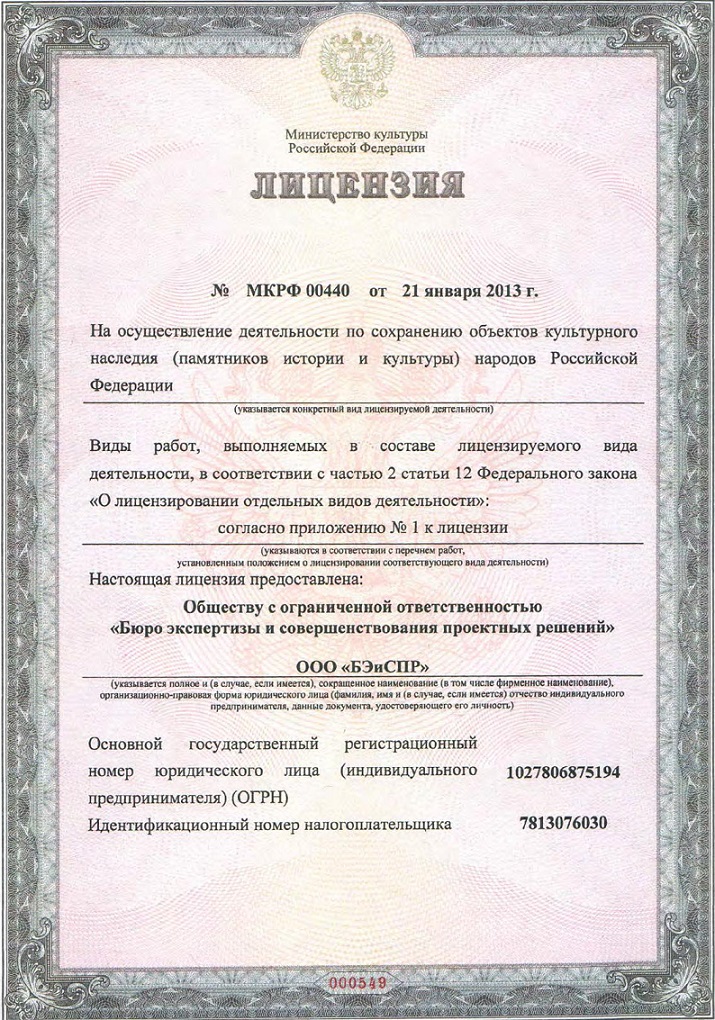 Министерство культуры
Российской Федерации
ЛИЦЕНЗИЯ
№ МКРФ 00440 от 21 января 2013 г.
На осуществление деятельности по сохранению объектов культурного
наследия (памятников истории и культуры) народов Российской
Федерации
(указывается конкретный вид лицензируемой деятельности)
Виды работ, выполняемых в составе лицензируемого вида
деятельности, в соответствии с частью 2 статьи 12 Федерального закона
«О лицензировании отдельных видов деятельности»:
согласно приложению № 1 к лицензии
(указываются в соответствии с перечнем работ,
установленным положением о лицензировании соответствующего вида деятельности)
Настоящая лицензия предоставлена:
Обществу с ограниченной ответственностью
«Бюро экспертизы и совершенствования проектных решений»
ООО «БЭиСПР»
(указывается полное и (в случае, если имеется), сокращенное наименование (в том числе фирменное наименование),
организационно-правовая форма юридического лица (фамилия, имя и (в случае, если имеется) отчество индивидуального
предпринимателя, данные документа, удостоверяющего его личность)
Основной государственный регистрационный
номер юридического лица (индивидуального 1027806875194
предпринимателя) (ОГРН)
Идентификационный номер налогоплательщика 7813076030
000549